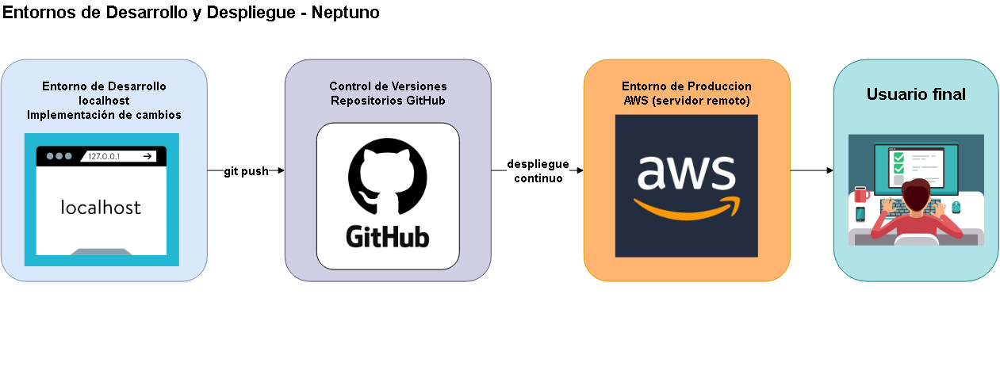 Entornos de Desarrollo y Despliegue - Neptuno
Entorno de Desarrollo
localhost
Implementación de cambios
127.0.0.1
localhost
git push
Control de Versiones
Repositorios GitHub
GitHub
despliegue
continuo
Entorno de Produccion
AWS (servidor remoto)
aws
Usuario final